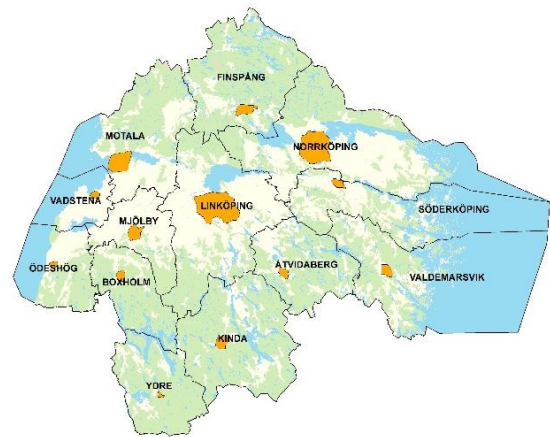 FINSPÅNG
MOTALA
NORRKÖPING
VADSTENA
LINKÖPING
SÖDERKÖPING
MJÖLBY
ÖDESHÖG
ÅTVIDABERG
VALDEMARSVIK
BOXHOLM
KINDA
YDRE